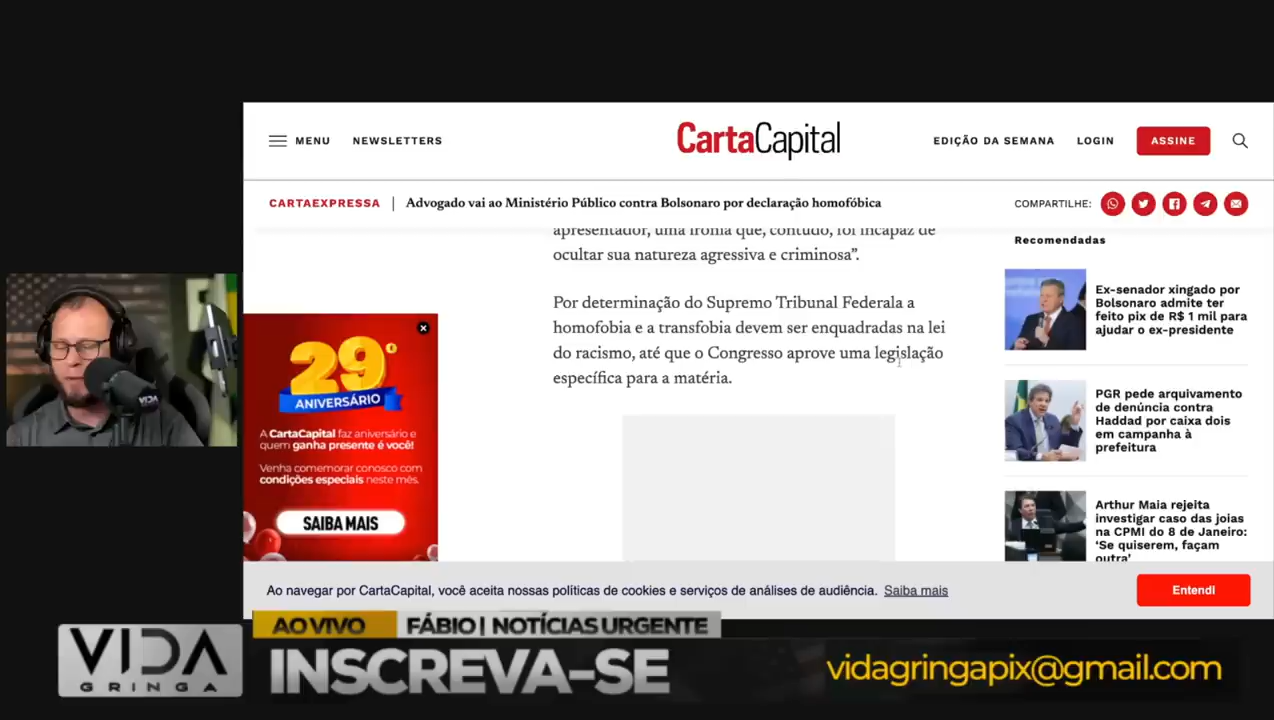 MENU
NEWSLETTERS
CartaCapital
EDIÇÃO DA SEMANA
LOGIN
ASSINE
CARTAEXPRESSA | Advogado vai ao Ministério Público contra Bolsonaro por declaração homofóbica
COMPARTILHE:
apresentador, uma ironia que, contudo, foi incapaz de
ocultar sua natureza agressiva e criminosa”.
Por determinação do Supremo Tribunal Federala a
homofobia e a transfobia devem ser enquadradas na lei
do racismo, até que o Congresso aprove uma legislação
específica para a matéria.
Recomendadas
Ex-senador xingado por
Bolsonaro admite ter
feito pix de R$ 1 mil para
ajudar o ex-presidente
PGR pede arquivamento
de denúncia contra
Haddad por caixa dois
em campanha à
prefeitura
Arthur Maia rejeita
investigar caso das joias
na CPMI do 8 de Janeiro:
‘Se quiserem, façam
outra’
29º
ANIVERSÁRIO
A CartaCapital faz aniversário e
quem ganha presente é você!
Venha comemorar conosco com
condições especiais neste mês.
SAIBA MAIS
VIDA
Ao navegar por CartaCapital, você aceita nossas políticas de cookies e serviços de análises de audiência. Saiba mais
Entendi
AO VIVO
FÁBIO | NOTÍCIAS URGENTE
VIDA
GRINGA
INSCREVA-SE
vidagringapix@gmail.com